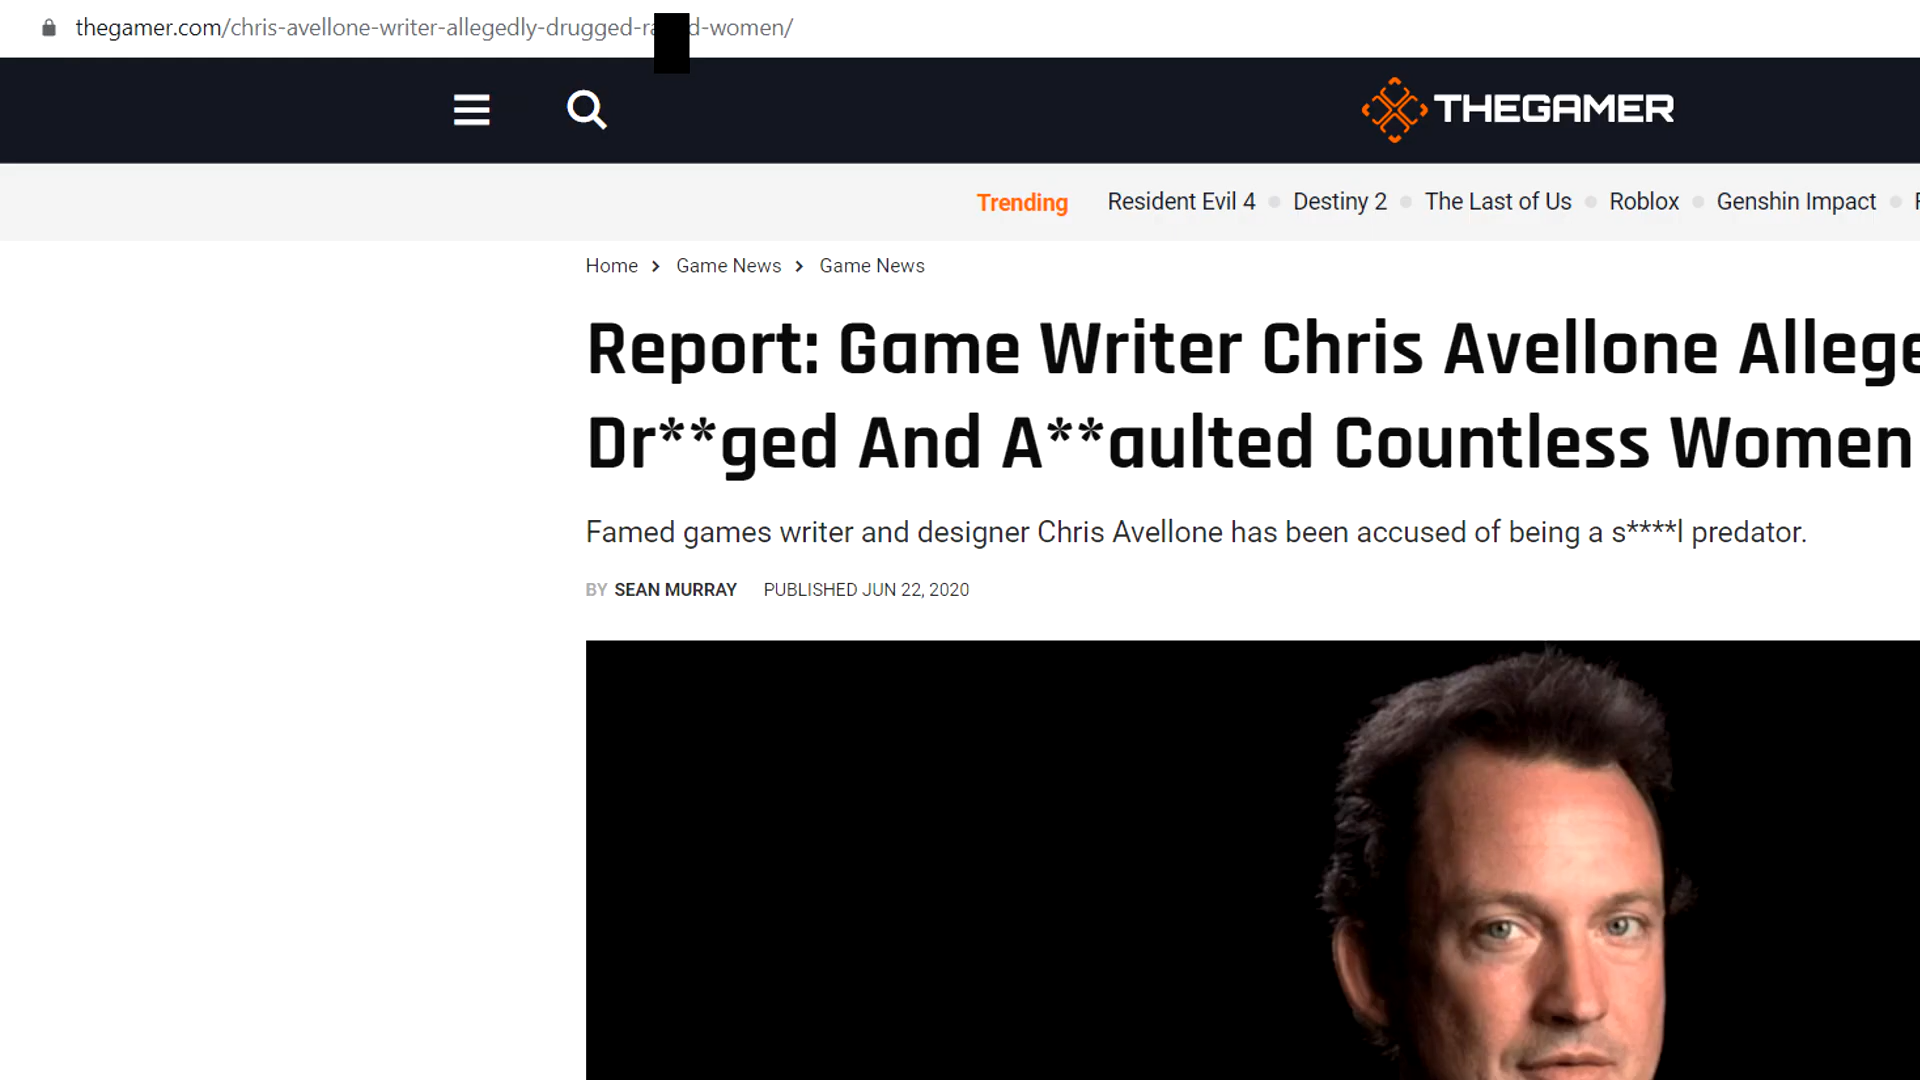 thegamer.com/chris-avellone-writer-allegedly-drugged-ra d-women/
THEGAMER
Trending Resident Evil 4 Destiny 2 The Last of Us Roblox Genshin Impact
Home > Game News > Game News
Report: Game Writer Chris Avellone Allege
Dr**ged And A**aulted Countless Women
Famed games writer and designer Chris Avellone has been accused of being a s****l predator.
BY SEAN MURRAY PUBLISHED JUN 22, 2020